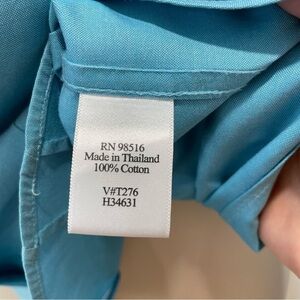 RN 98516
Made in Thailand
100% Cotton
V#T276
H34631